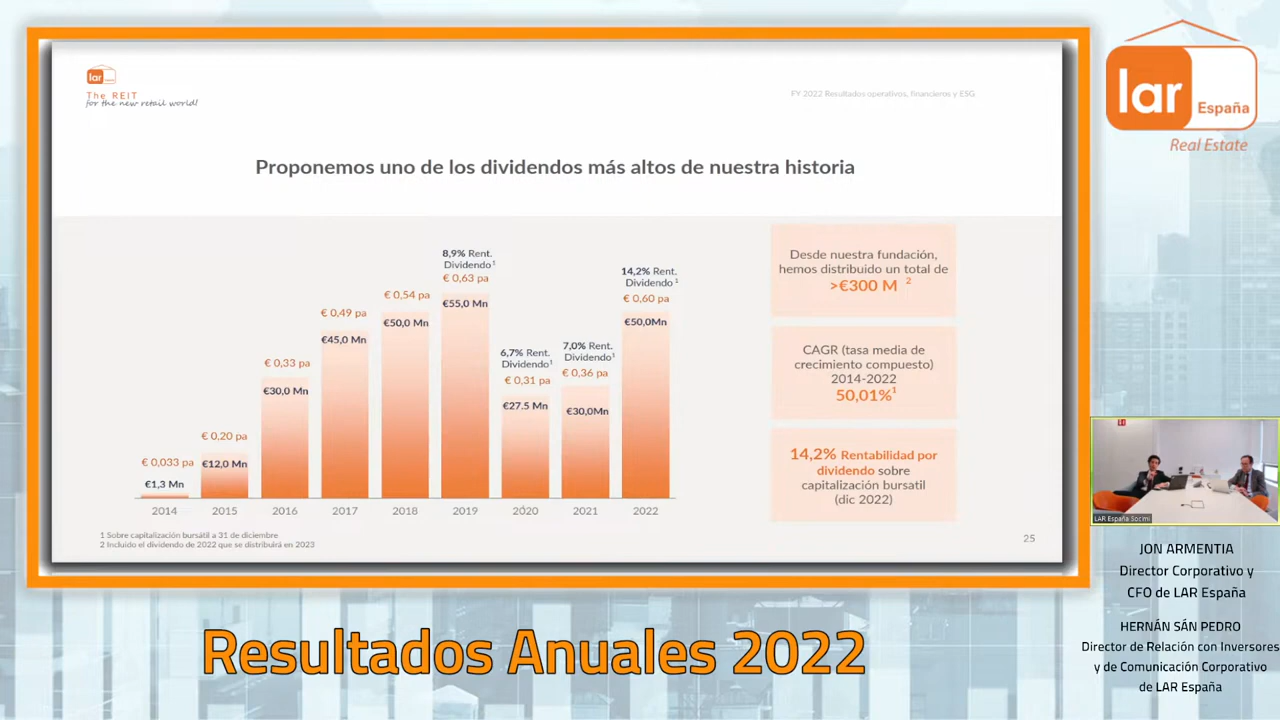 lar España
The REIT
for the new retail world!
FY 2022 Resultados operativos, financieros y ESG
Proponemos uno de los dividendos más altos de nuestra historia
8,9% Rent.
Dividendo¹
€ 0,63 pa
€55,0 Mn
14,2% Rent.
Dividendo ¹
€ 0,60 pa
€50,0Mn
€ 0,54 pa
€50,0 Mn
€ 0,49 pa
€45,0 Mn
€ 0,33 pa
€30,0 Mn
6,7% Rent.
Dividendo¹
€ 0,31 pa
€27.5 Mn
7,0% Rent.
Dividendo¹
€ 0,36 pa
€30,0Mn
€ 0,20 pa
€12,0 Mn
€ 0,033 pa
€1,3 Mn
2014 2015 2016 2017 2018 2019 2020 2021 2022
1 Sobre capitalización bursátil a 31 de diciembre
2 Incluido el dividendo de 2022 que se distribuirá en 2023
Desde nuestra fundación,
hemos distribuido un total de
>€300 M ²
CAGR (tasa media de
crecimiento compuesto)
2014-2022
50,01%¹
14,2% Rentabilidad por
dividendo sobre
capitalización bursatil
(dic 2022)
25
lar España
Real Estate
LAR España Socimi
JON ARMENTIA
Director Corporativo y
CFO de LAR España
HERNÁN SÁN PEDRO
Director de Relación con Inversores
y de Comunicación Corporativo
de LAR España
Resultados Anuales 2022